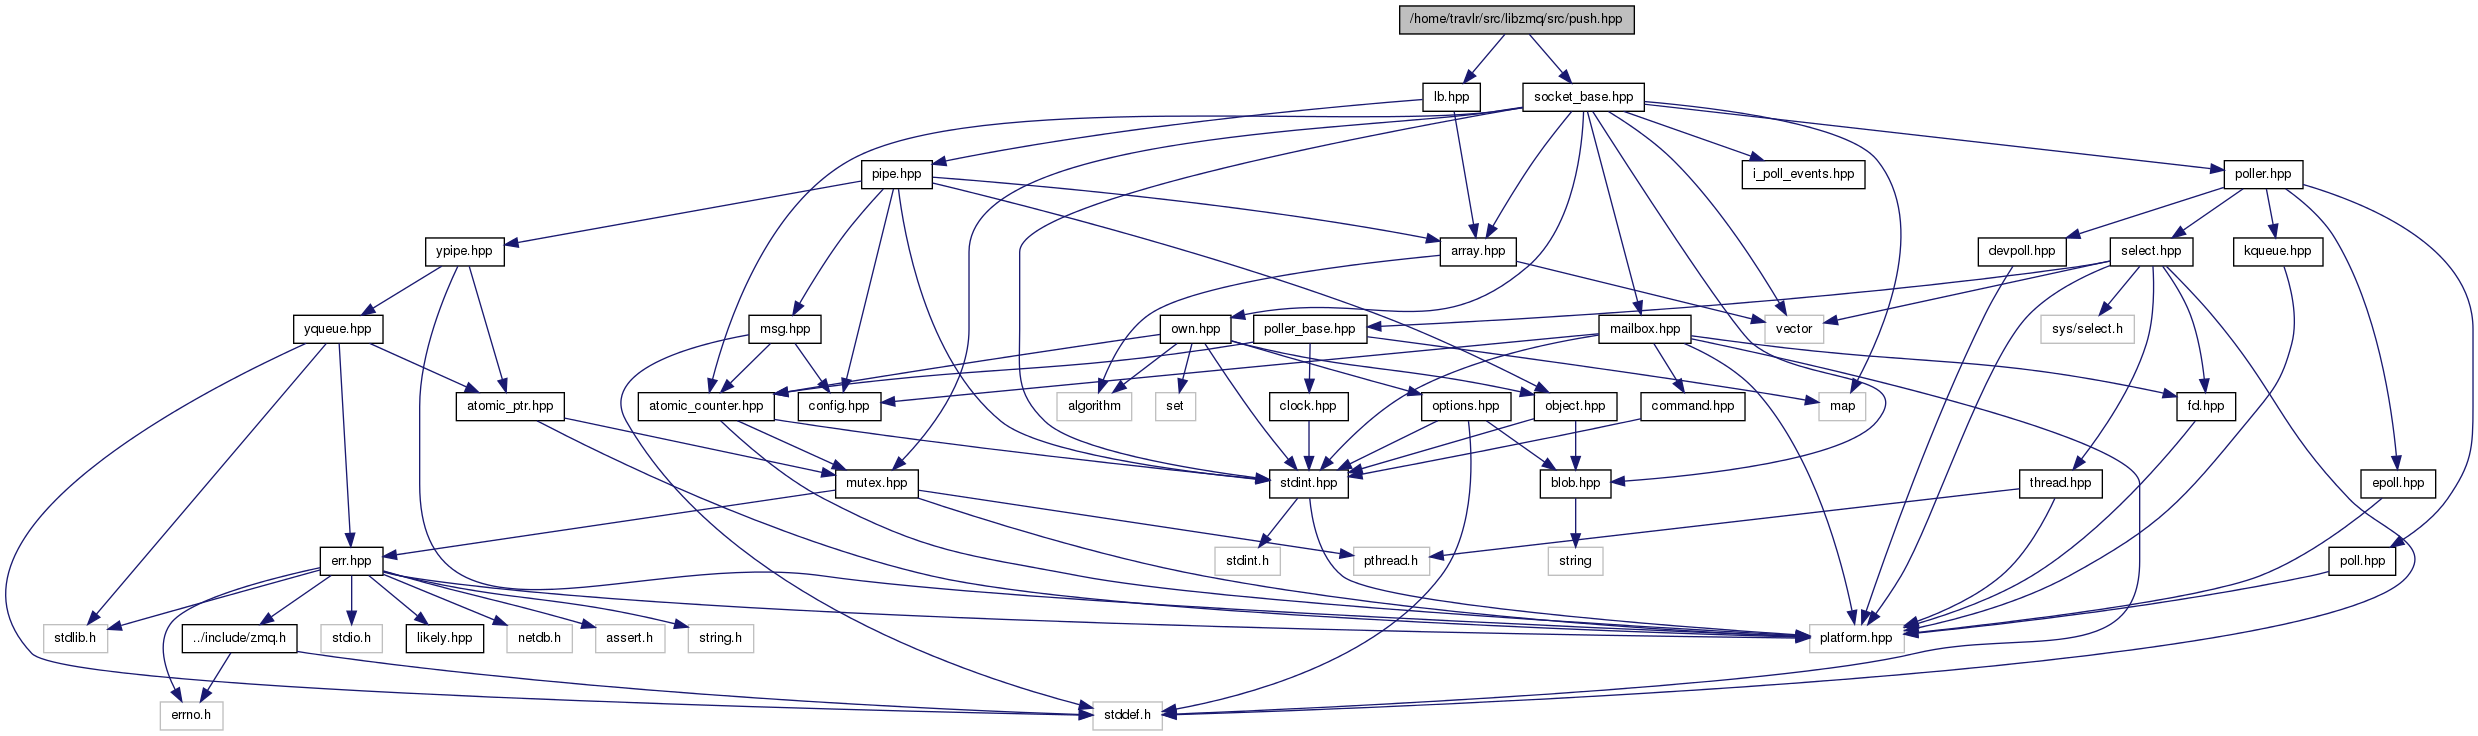 /home/travlr/src/libzmq/src/push.hpp
lb.hpp
socket_base.hpp
pipe.hpp
i_poll_events.hpp
poller.hpp
ypipe.hpp
array.hpp
devpoll.hpp
select.hpp
kqueue.hpp
yqueue.hpp
msg.hpp
own.hpp
poller_base.hpp
mailbox.hpp
vector
sys/select.h
atomic_ptr.hpp
atomic_counter.hpp
config.hpp
algorithm
set
clock.hpp
options.hpp
object.hpp
command.hpp
map
fd.hpp
mutex.hpp
stdint.hpp
blob.hpp
thread.hpp
epoll.hpp
err.hpp
stdint.h
pthread.h
string
poll.hpp
stdlib.h
../include/zmq.h
stdio.h
likely.hpp
netdb.h
assert.h
string.h
platform.hpp
errno.h
stddef.h